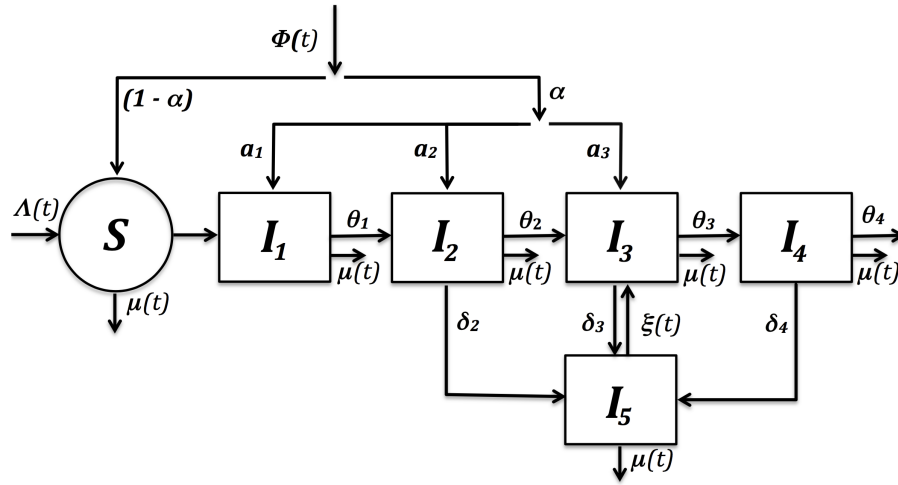 Φ(t)
(1 - α)
α
a1
a2
a3
Λ(t)
S
I1
θ1
I2
θ2
I3
θ3
I4
θ4
μ(t)
μ(t)
μ(t)
μ(t)
μ(t)
δ2
δ3
ξ(t)
δ4
I5
μ(t)